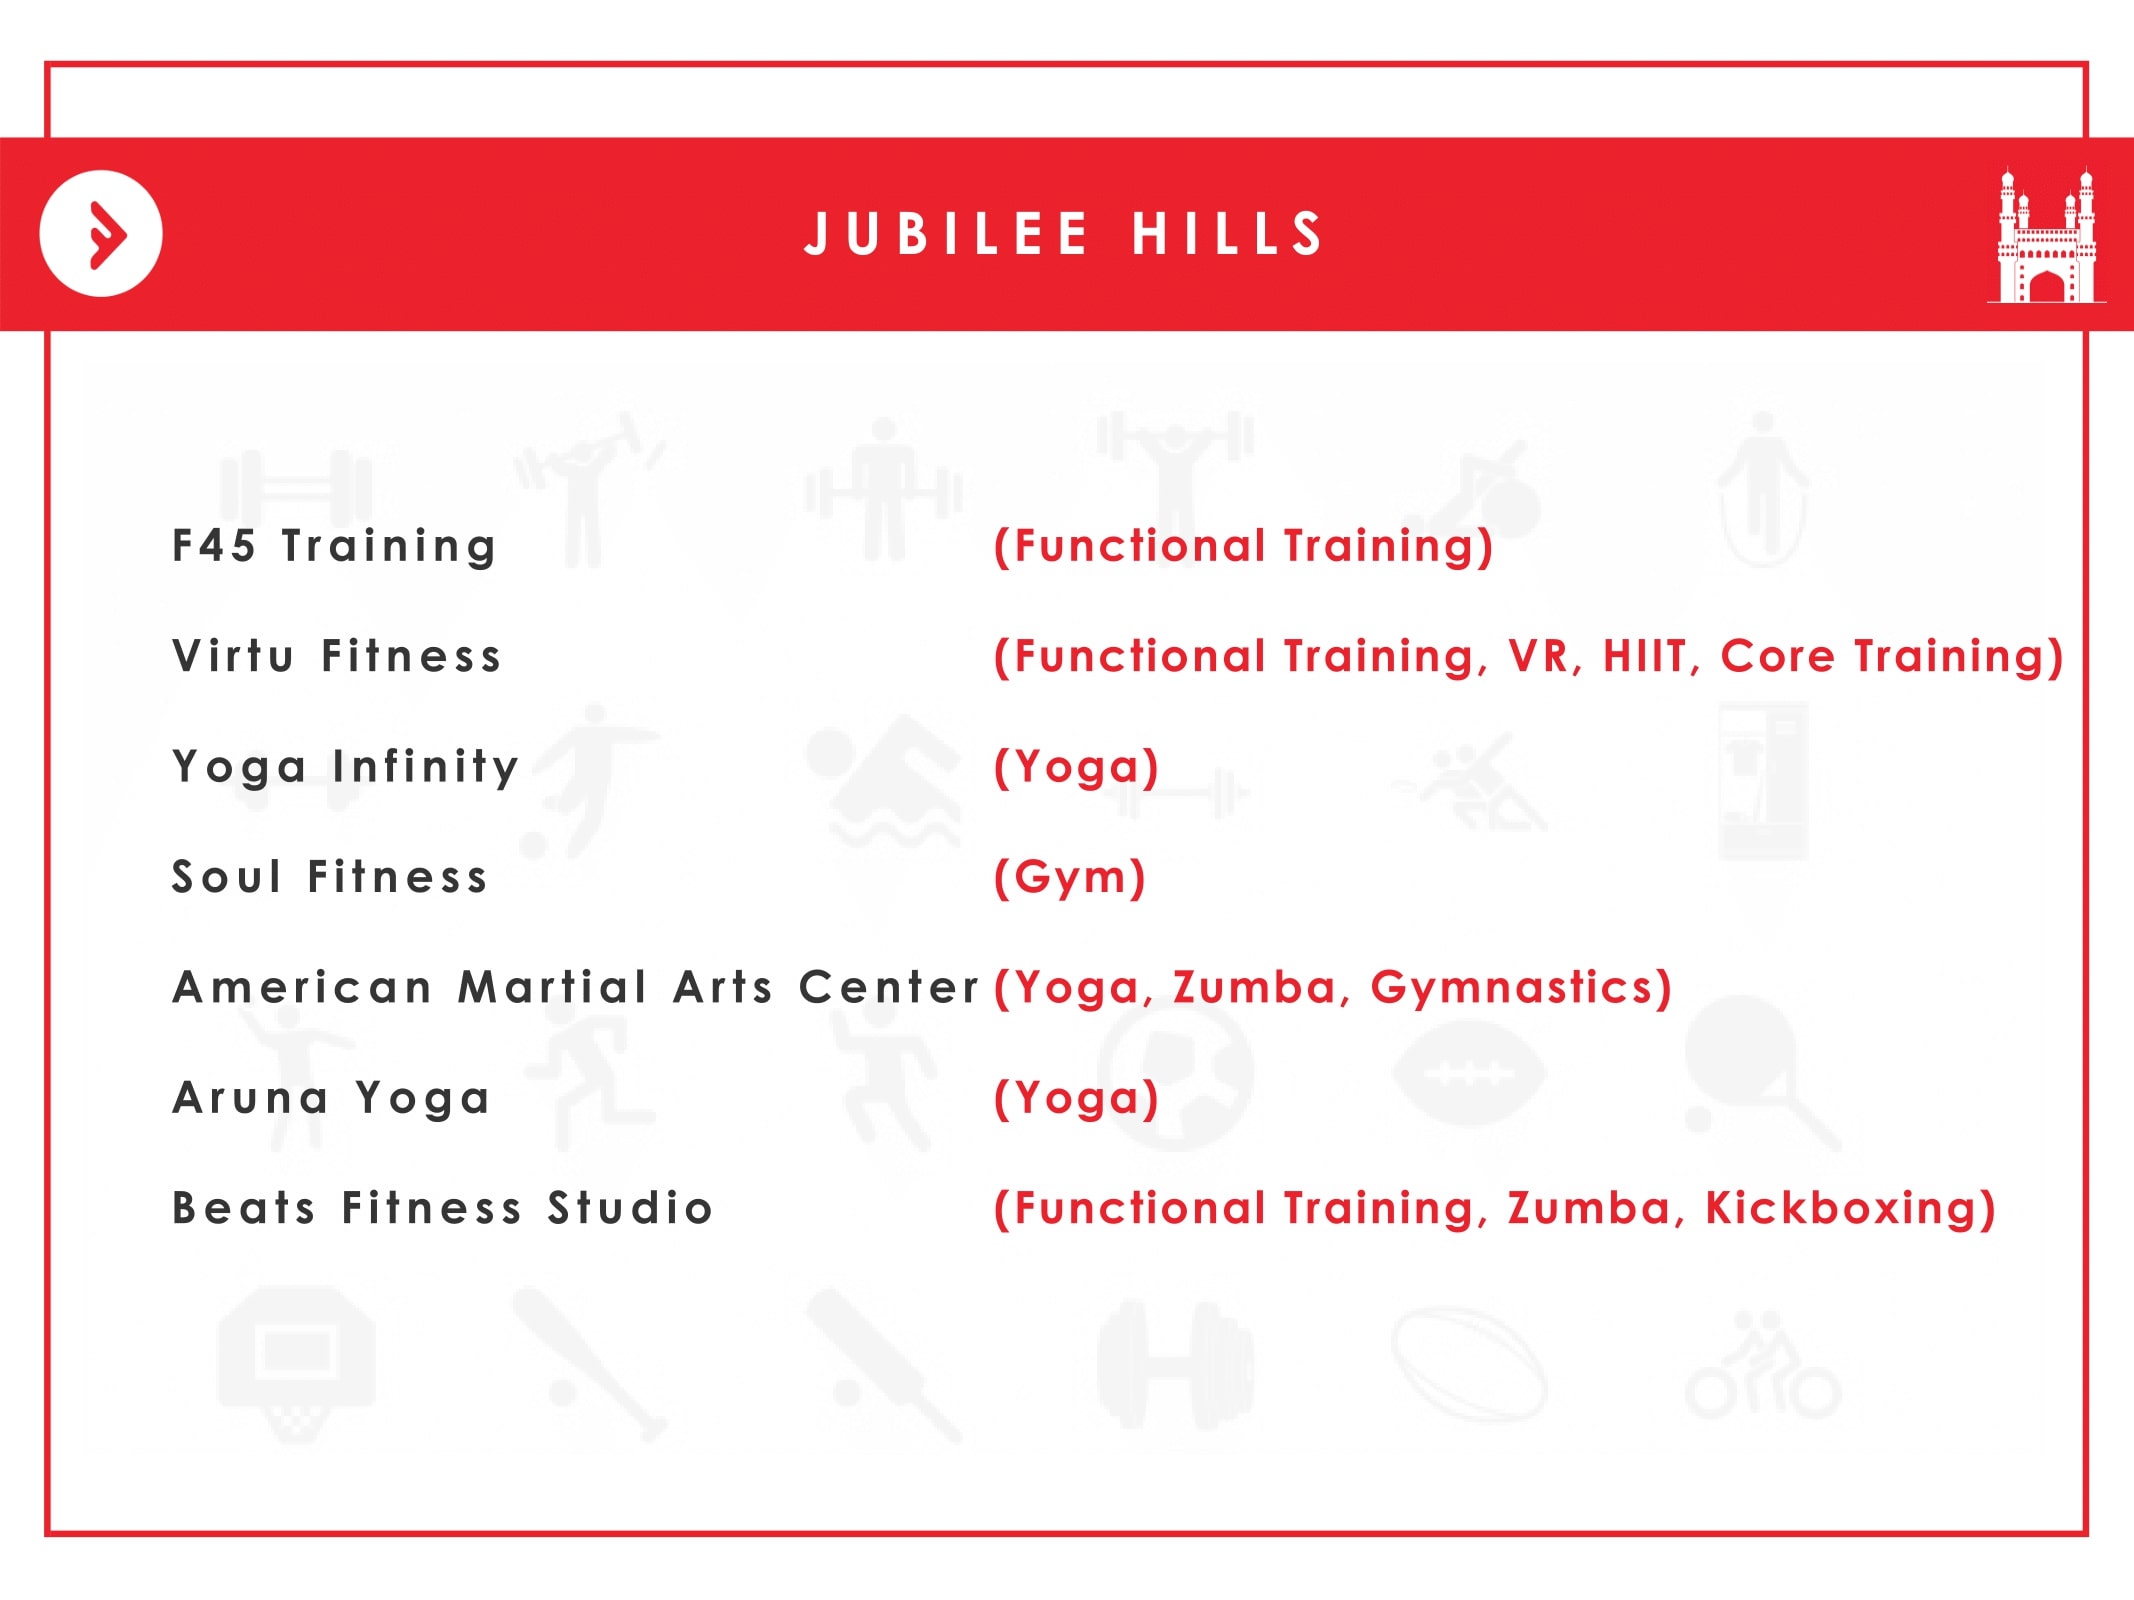 JUBILEE HILLS
F45 Training (Functional Training)
Virtu Fitness (Functional Training, VR, HIIT, Core Training)
Yoga Infinity (Yoga)
Soul Fitness (Gym)
American Martial Arts Center (Yoga, Zumba, Gymnastics)
Aruna Yoga (Yoga)
Beats Fitness Studio (Functional Training, Zumba, Kickboxing)